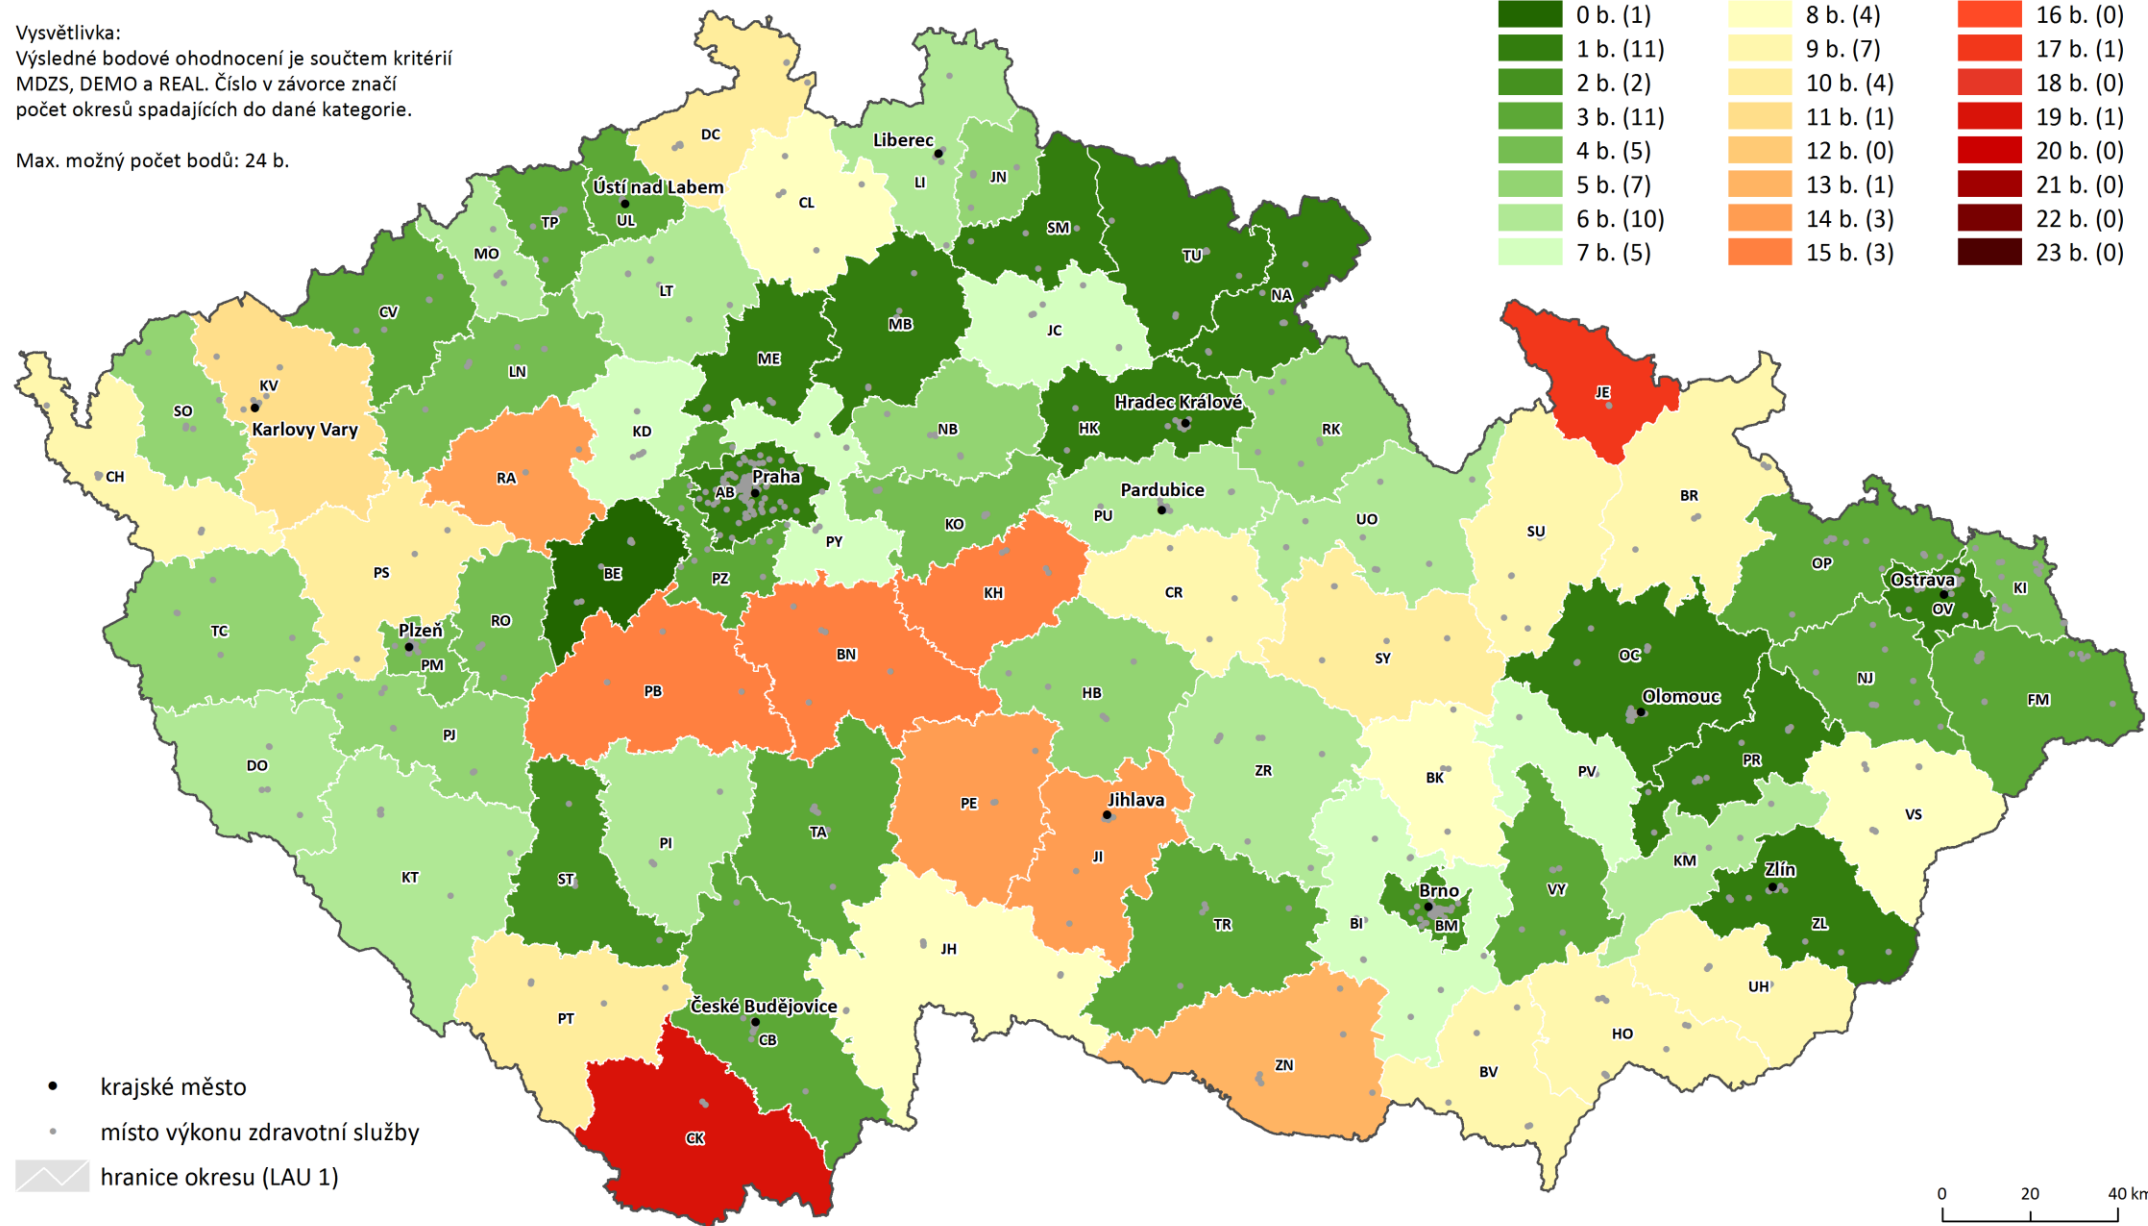 Vysvětlivka:
Výsledné bodové ohodnocení je součtem kritérií
MDZS, DEMO a REAL. Číslo v závorce značí
počet okresů spadajících do dané kategorie.
Max. možný počet bodů: 24 b.
0 b. (1)
1 b. (11)
2 b. (2)
3 b. (11)
4 b. (5)
5 b. (7)
6 b. (10)
7 b. (5)
8 b. (4)
9 b. (7)
10 b. (4)
11 b. (1)
12 b. (0)
13 b. (1)
14 b. (3)
15 b. (3)
16 b. (0)
17 b. (1)
18 b. (0)
19 b. (1)
20 b. (0)
21 b. (0)
22 b. (0)
23 b. (0)
DC
Liberec
LI
JN
Ústí nad Labem
UL
TP
CL
MO
SM
TU
LT
NA
CV
MB
JC
ME
LN
KV
Karlovy Vary
SO
JE
Hradec Králové
HK
KD
NB
RK
CH
RA
AB
Praha
Pardubice
PU
BR
KO
UO
SU
PY
PS
BE
PZ
KH
CR
OP
Ostrava
OV
KI
TC
Plzeň
PM
RO
BN
SY
OC
Olomouc
NJ
FM
PB
HB
PJ
DO
ZR
BK
PV
PR
PE
Jihlava
JI
VS
TA
PI
KT
ST
KM
Zlín
ZL
VY
Brno
BM
BI
TR
JH
UH
České Budějovice
CB
PT
HO
ZN
BV
CK
krajské město
místo výkonu zdravotní služby
hranice okresu (LAU 1)
0 20 40 km